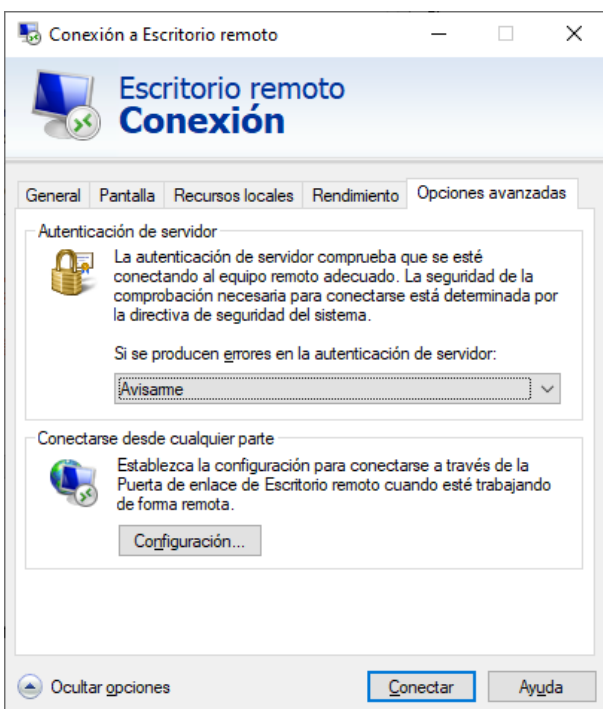 Conexión a Escritorio remoto
Escritorio remoto
Conexión
General Pantalla Recursos locales Rendimiento Opciones avanzadas
Autenticación de servidor
La autenticación de servidor comprueba que se esté
conectando al equipo remoto adecuado. La seguridad de la
comprobación necesaria para conectarse está determinada por
la directiva de seguridad del sistema.
Si se producen errores en la autenticación de servidor:
Avisarme
Conectarse desde cualquier parte
Establezca la configuración para conectarse a través de la
Puerta de enlace de Escritorio remoto cuando esté trabajando
de forma remota.
Configuración...
Ocultar opciones Conectar Ayuda